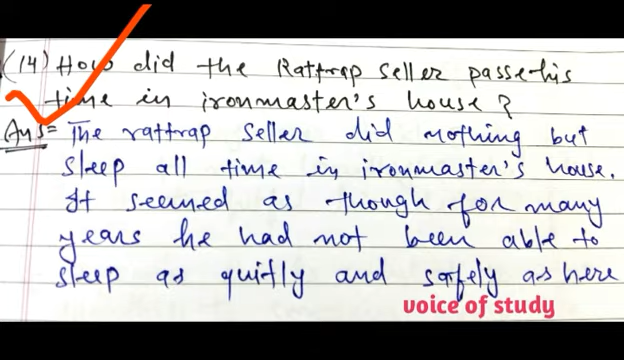 (14) How did the Rattrap seller passe his
time in ironmaster's house?
Ans= The rattrap seller did nothing but
sleep all time in ironmaster's house.
It seemed as though for many
years he had not been able to
sleep as quitly and safely as here
voice of study